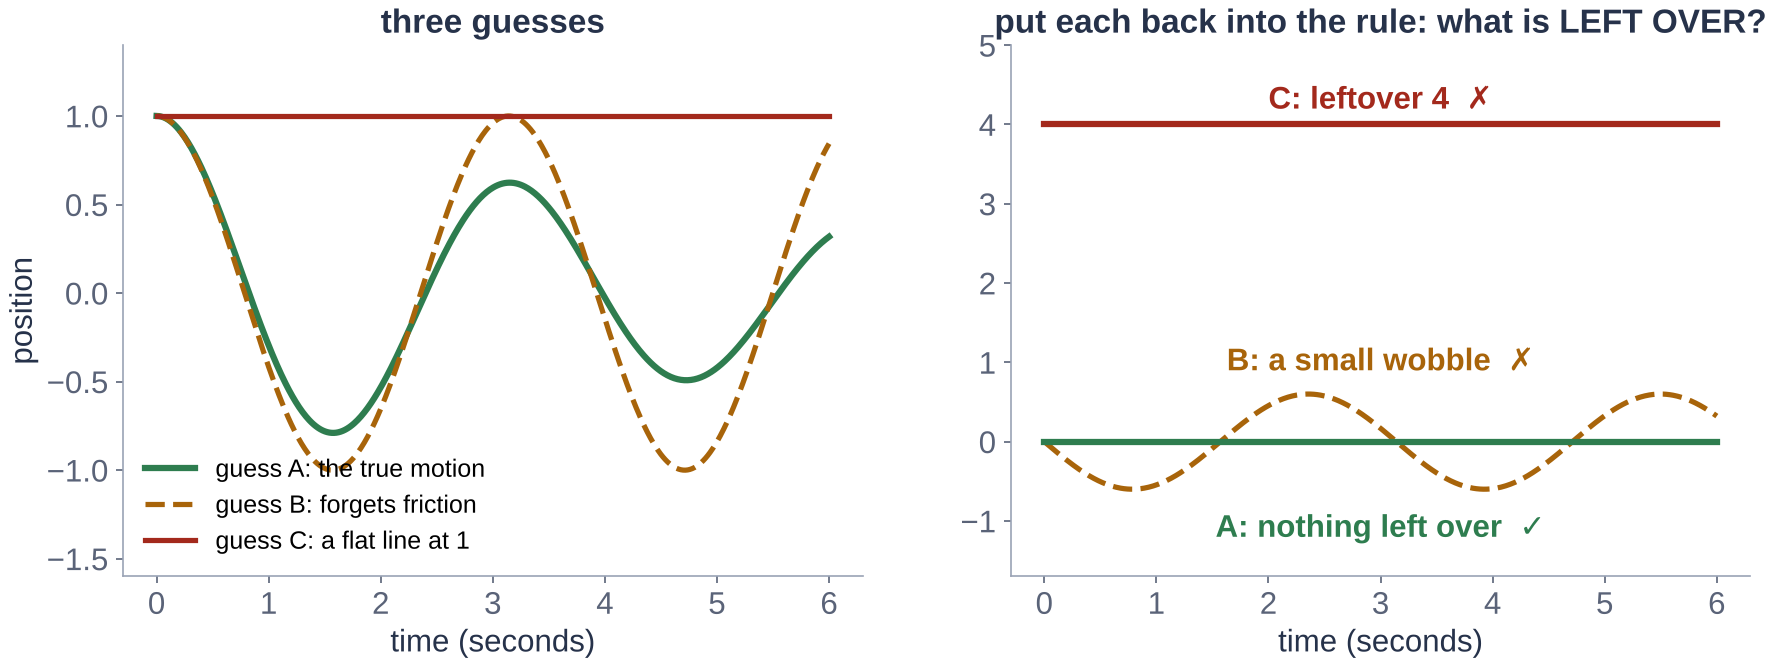 three guesses
1.0
0.5
0.0
−0.5
−1.0
−1.5
position
guess A: the true motion
guess B: forgets friction
guess C: a flat line at 1
0 1 2 3 4 5 6
time (seconds)
put each back into the rule: what is LEFT OVER?
5
4
3
2
1
0
−1
C: leftover 4 ✗
B: a small wobble ✗
A: nothing left over ✓
0 1 2 3 4 5 6
time (seconds)